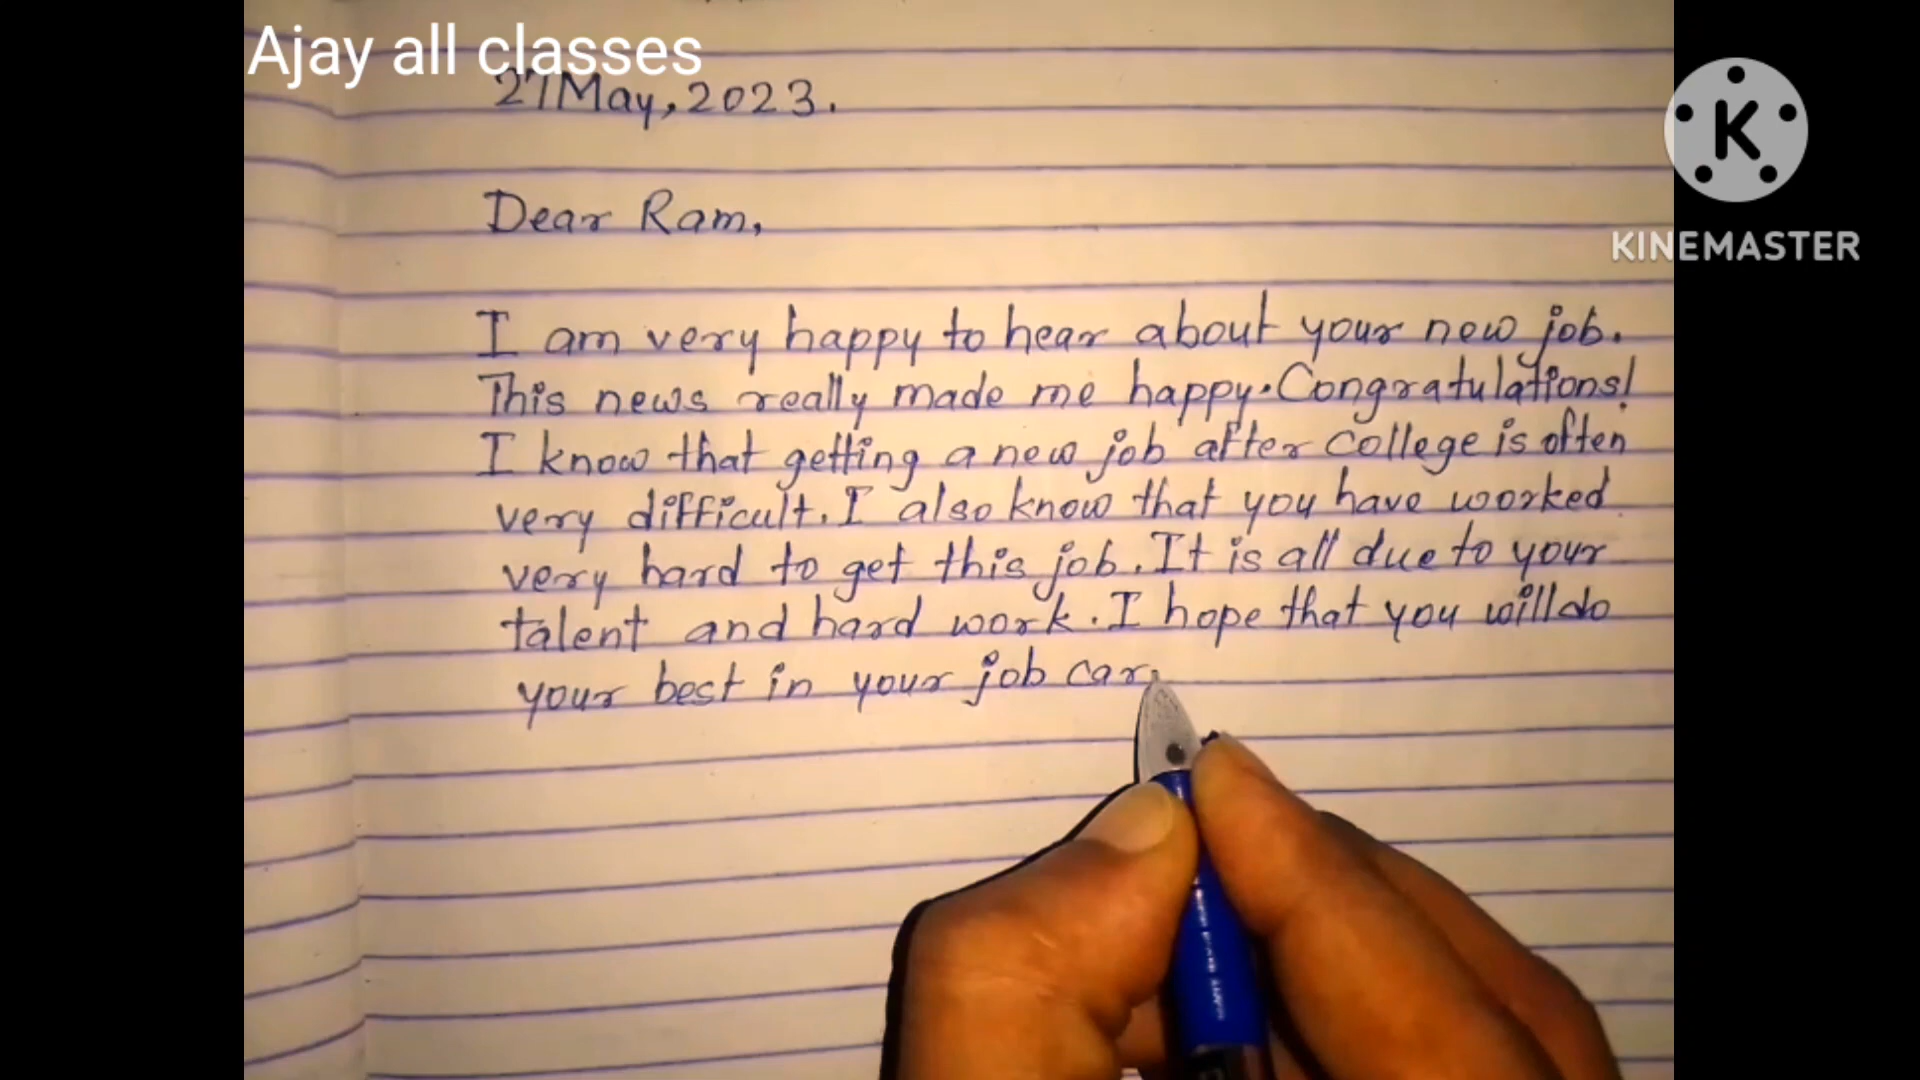 Ajay all classes
27 May, 2023.
K
KINEMASTER
Dear Ram,
I am very happy to hear about your new job.
This news really made me happy. Congratulations!
I know that getting a new job after college is often
very difficult. I also know that you have worked
very hard to get this job. It is all due to your
talent and hard work. I hope that you will do
your best in your job car